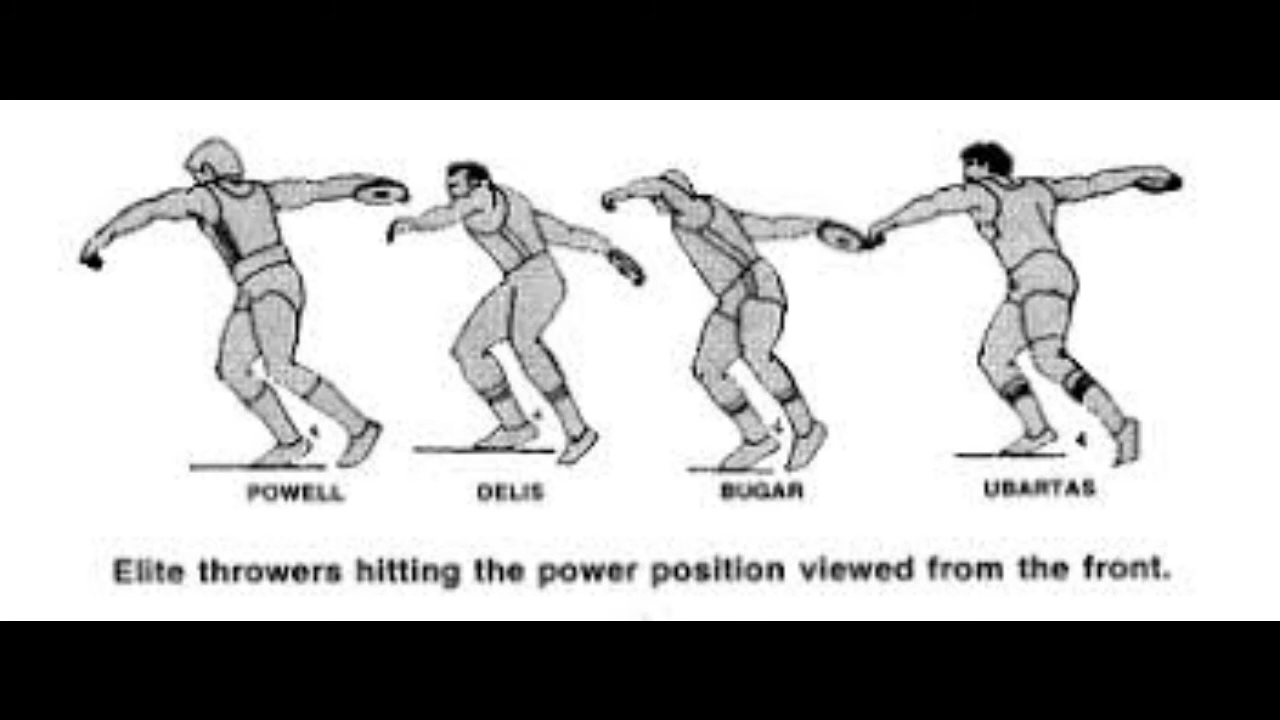 POWELL DELIS BUGAR UBARTAS
Elite throwers hitting the power position viewed from the front.